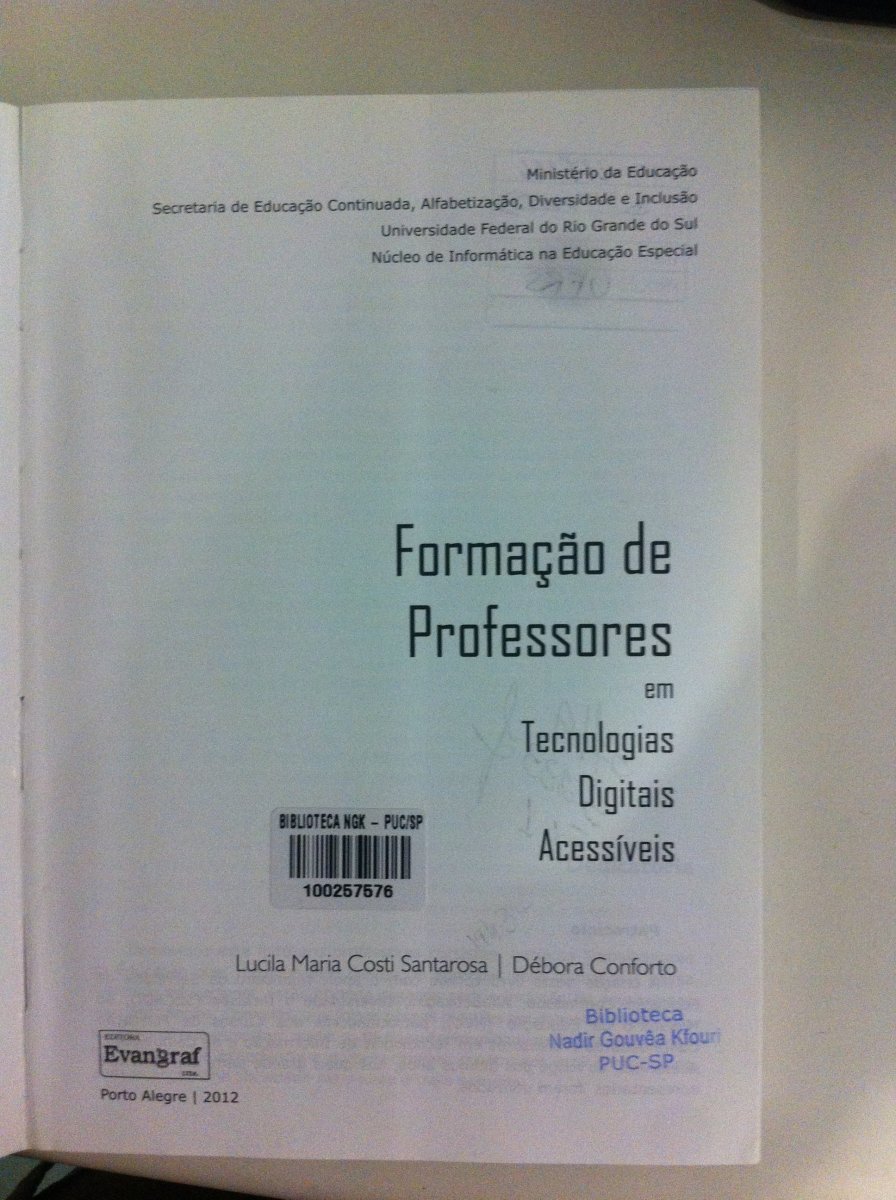 Ministério da Educação
Secretaria de Educação Continuada, Alfabetização, Diversidade e Inclusão
Universidade Federal do Rio Grande do Sul
Núcleo de Informática na Educação Especial
Formação de
Professores
em
Tecnologias
Digitais
Acessíveis
BIBLIOTECA NGK – PUC/SP
100257576
Lucila Maria Costi Santarosa | Débora Conforto
Biblioteca
Nadir Gouvêa Kfouri
PUC-SP
EDITORA
Evangraf
LTDA.
Porto Alegre | 2012